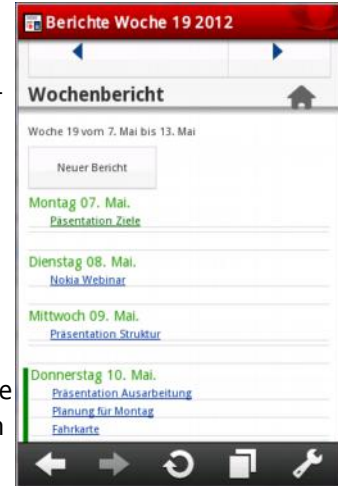 Berichte Woche 19 2012
Wochenbericht
Woche 19 vom 7. Mai bis 13. Mai
Neuer Bericht
Montag 07. Mai.
Päsentation Ziele
Dienstag 08. Mai.
Nokia Webinar
Mittwoch 09. Mai.
Präsentation Struktur
Donnerstag 10. Mai.
Präsentation Ausarbeitung
Planung für Montag
Fahrkarte